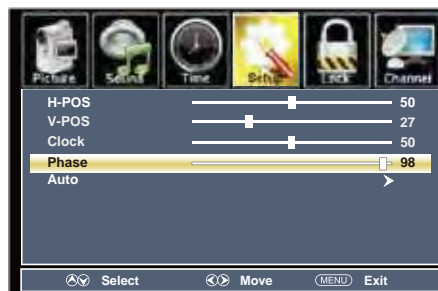 Picture Sound Time Setup Lock Channel
H-POS 50
V-POS 27
Clock 50
Phase 98
Auto
Select Move MENU Exit